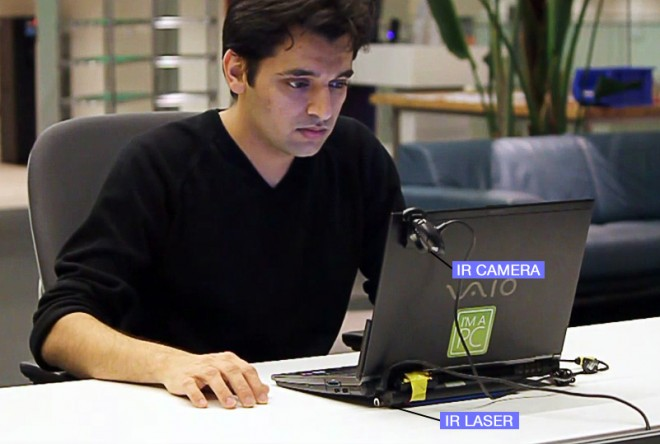 IR CAMERA
VAIO
I'M A
PC
IR LASER